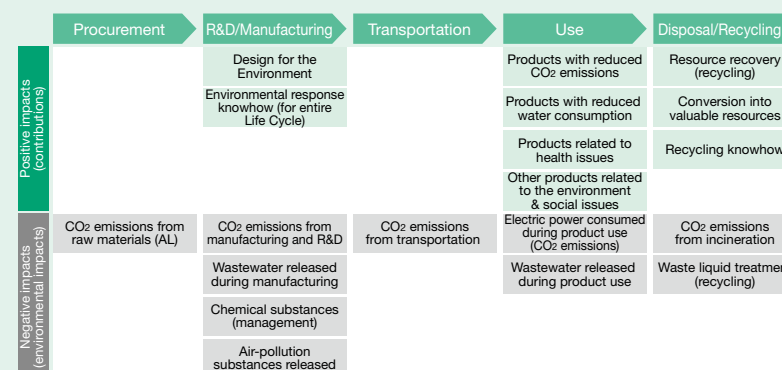 Procurement
R&D/Manufacturing
Transportation
Use
Disposal/Recycling
Positive impacts
(contributions)
Design for the
Environment
Environmental response
knowhow (for entire
Life Cycle)
Products with reduced
CO2 emissions
Products with reduced
water consumption
Products related to
health issues
Other products related
to the environment
& social issues
Resource recovery
(recycling)
Conversion into
valuable resources
Recycling knowhow
Negative impacts
(environmental impacts)
CO2 emissions from
raw materials (AL)
CO2 emissions from
manufacturing and R&D
Wastewater released
during manufacturing
Chemical substances
(management)
Air-pollution
substances released
CO2 emissions
from transportation
Electric power consumed
during product use
(CO2 emissions)
Wastewater released
during product use
CO2 emissions
from incineration
Waste liquid treatmen
(recycling)